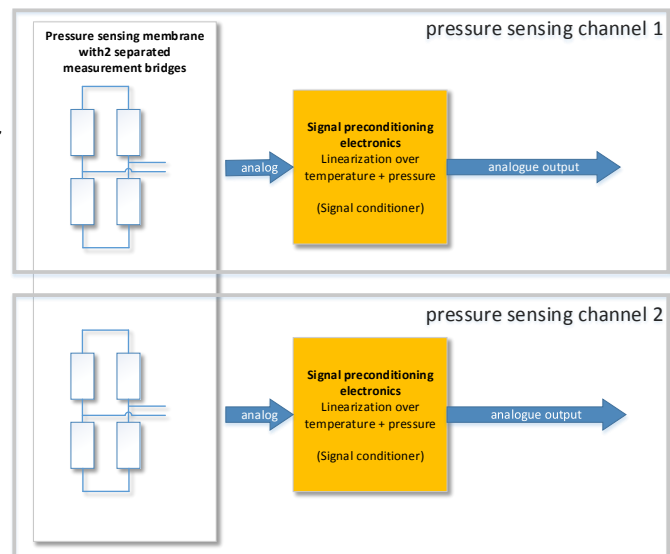 pressure sensing channel 1
Pressure sensing membrane
with2 separated
measurement bridges
Signal preconditioning
electronics
Linearization over
temperature + pressure
(Signal conditioner)
analog
analogue output
pressure sensing channel 2
Signal preconditioning
electronics
Linearization over
temperature + pressure
(Signal conditioner)
analog
analogue output